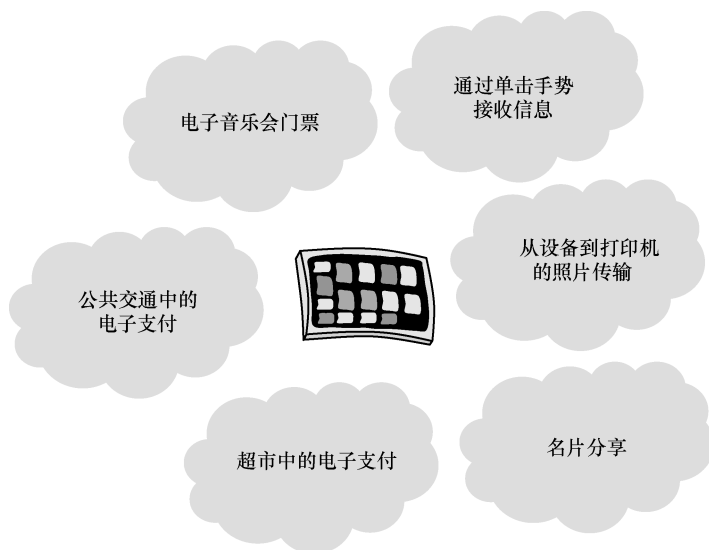 电子音乐会门票
通过单击手势
接收信息
从设备到打印机
的照片传输
公共交通中的
电子支付
超市中的电子支付
名片分享